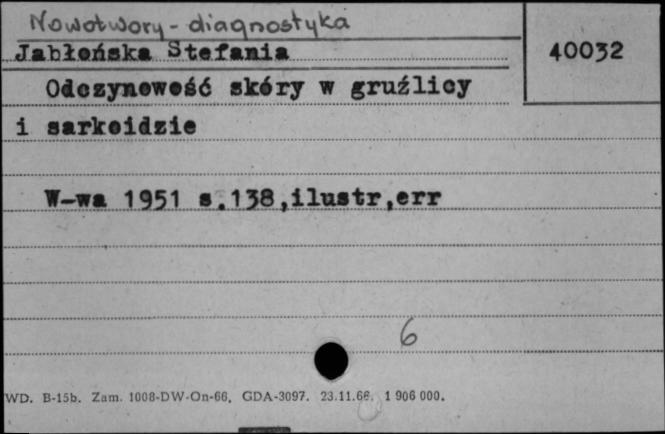 Nowotwory - diagnostyka
Jabłońska Stefania
40032
Odczynowość skóry w gruźlicy
i sarkoidzie
W-wa 1951 s.138,ilustr,err
6
WD. B-15b. Zam. 1008-DW-On-66. GDA-3097. 23.11.66. 1 906 000.